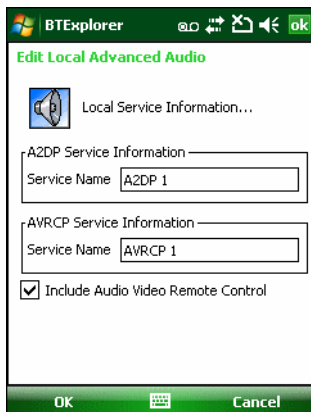 BTExplorer ok
Edit Local Advanced Audio
Local Service Information...
A2DP Service Information
Service Name A2DP 1
AVRCP Service Information
Service Name AVRCP 1
Include Audio Video Remote Control
OK Cancel